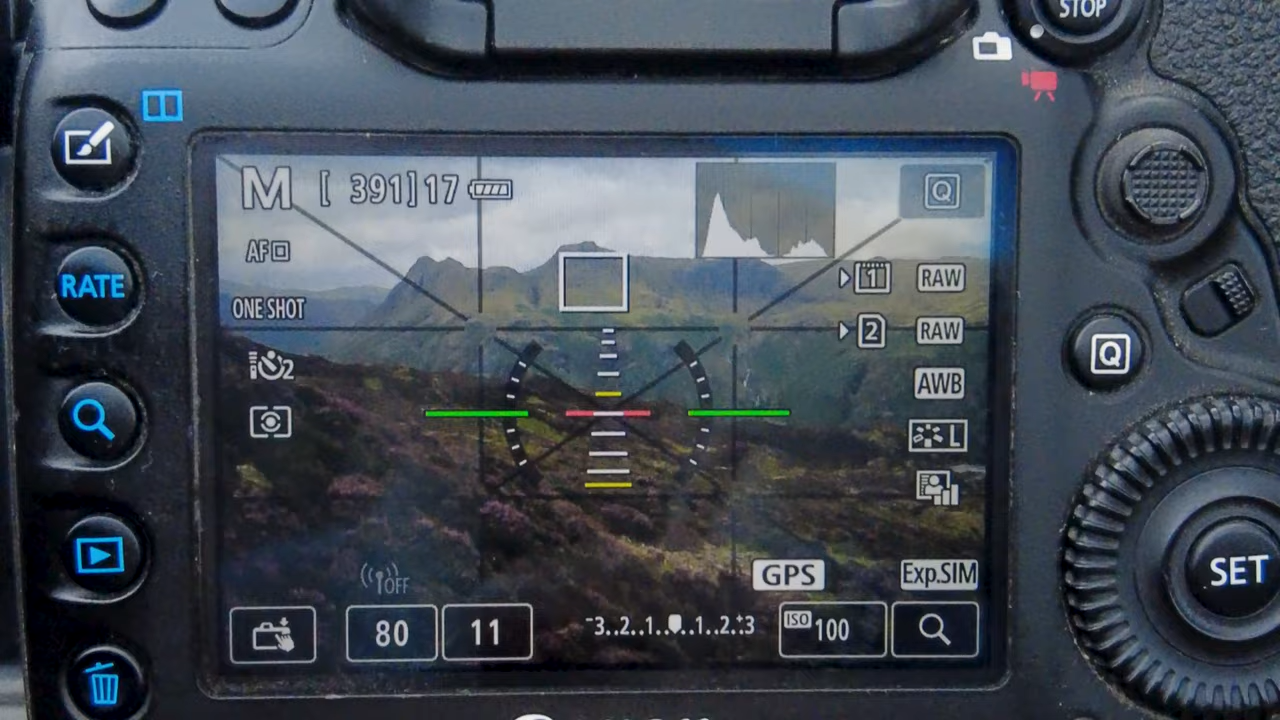 STOP
M [ 391] 17
Q
AF
RATE
ONE SHOT
1 RAW
2 RAW
2
Q
AWB
L
SET
OFF
GPS
Exp.SIM
80
11
-3..2..1..0..1..2..+3
ISO 100